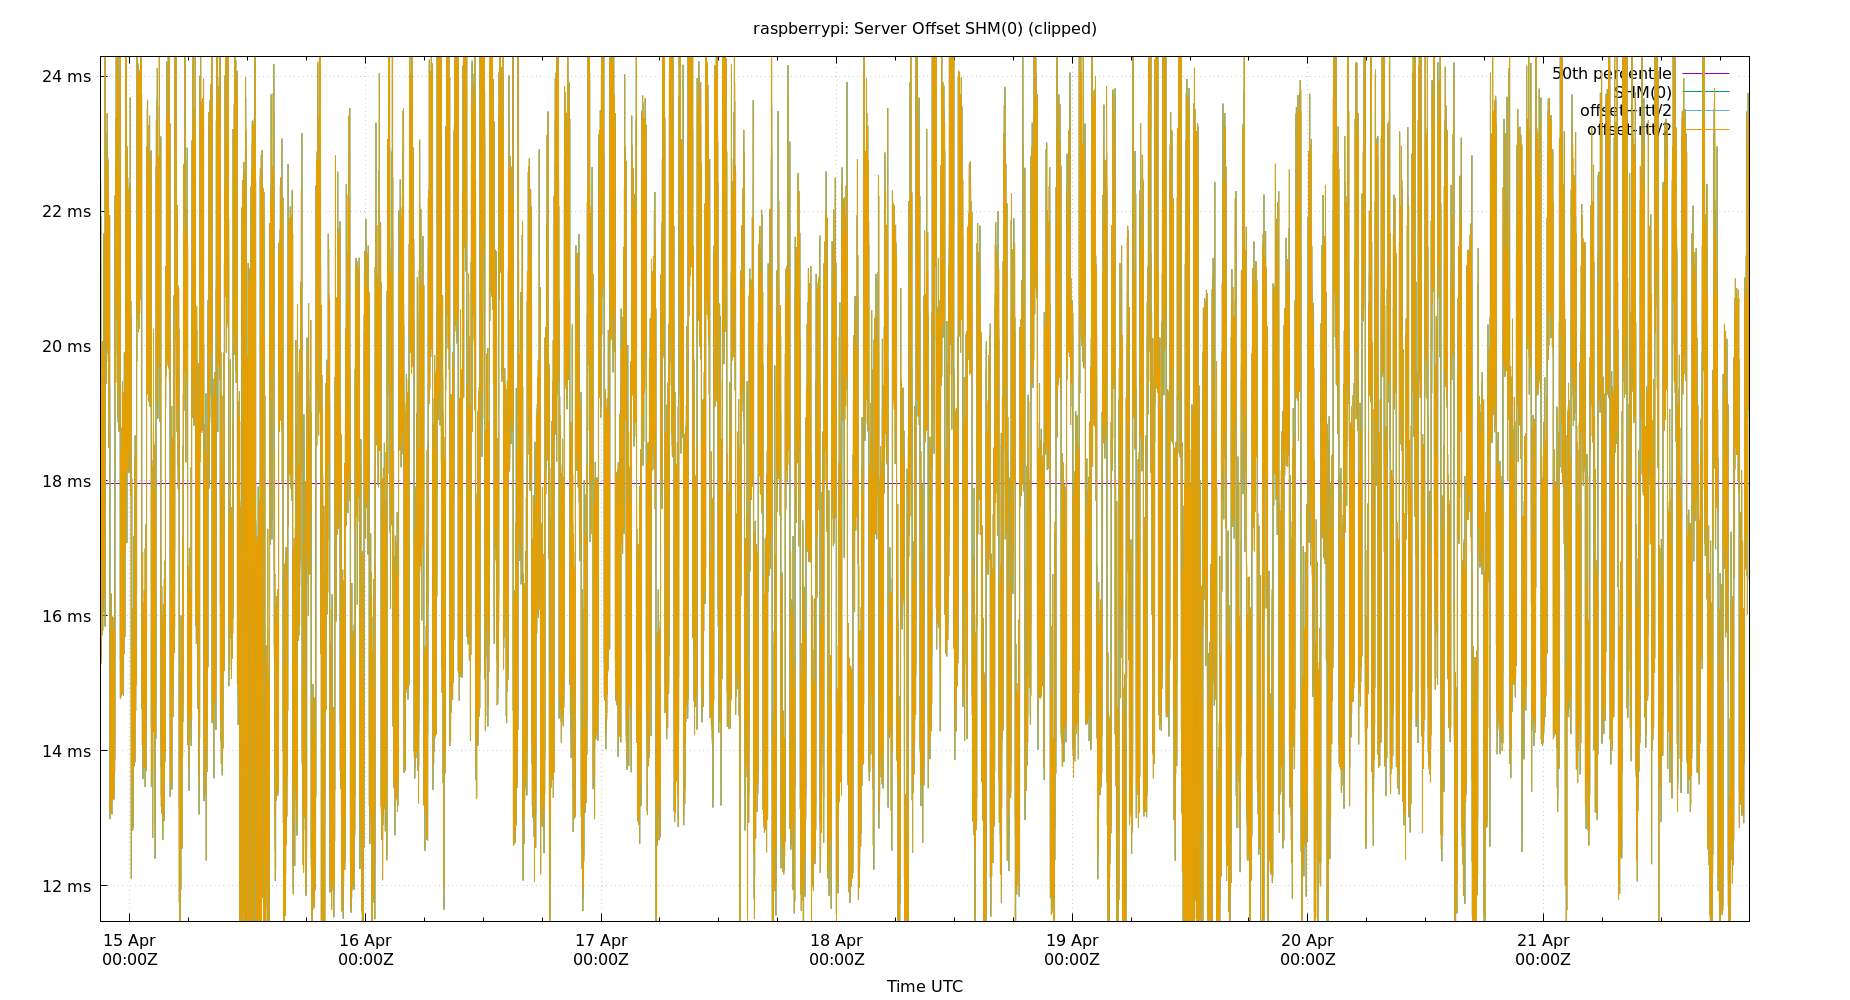 raspberrypi: Server Offset SHM(0) (clipped)
24 ms
22 ms
20 ms
18 ms
16 ms
14 ms
12 ms
50th percentile
SHM(0)
offset+rtt/2
offset-rtt/2
15 Apr 16 Apr 17 Apr 18 Apr 19 Apr 20 Apr 21 Apr
00:00Z 00:00Z 00:00Z 00:00Z 00:00Z 00:00Z 00:00Z
Time UTC